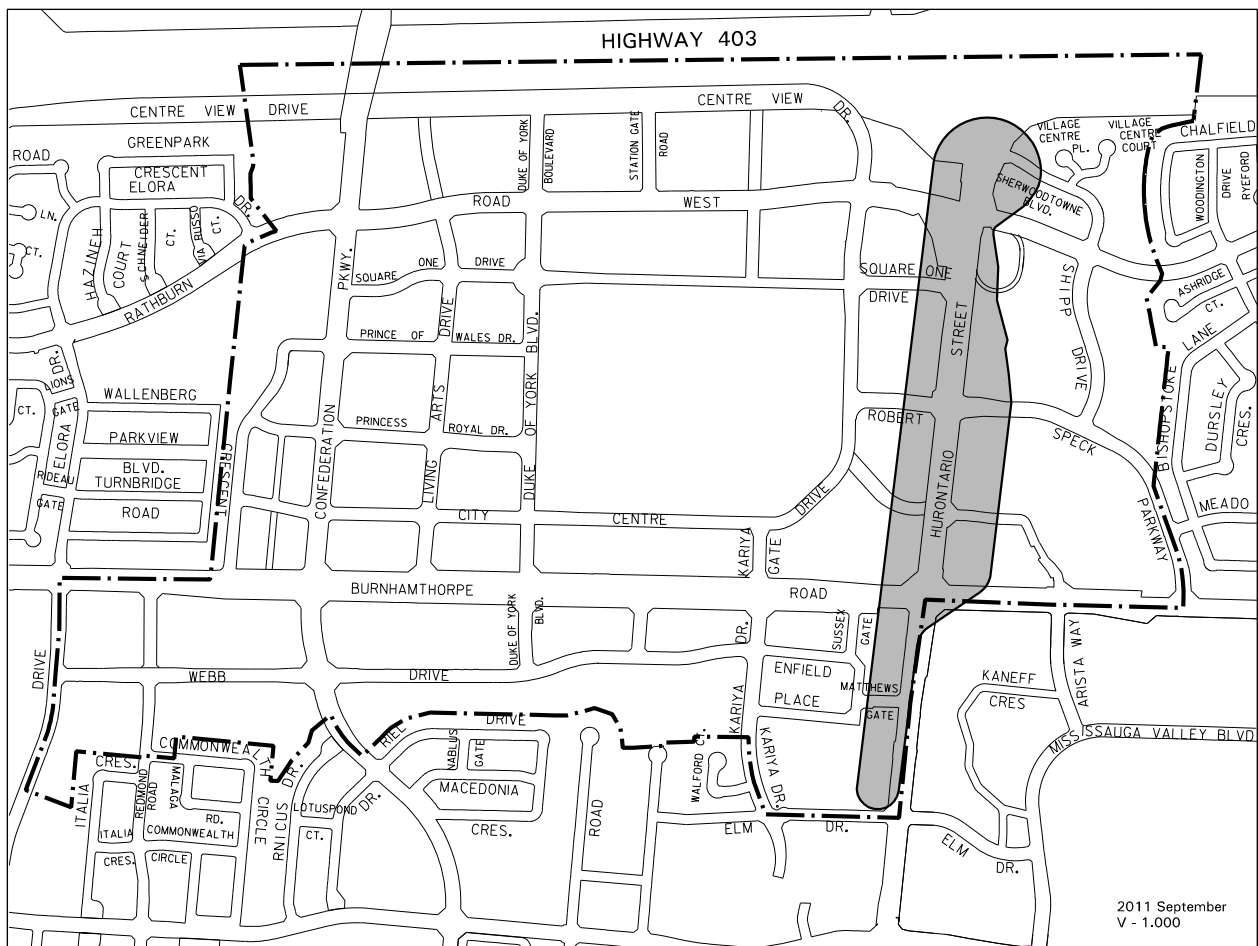 HIGHWAY 403
CENTRE VIEW DRIVE
CENTRE VIEW
DR.
GREENPARK
ROAD
CRESCENT
ELORA
DR.
LN.
CT.
HAZINEH
COURT
SCHNEIDER
CT.
VIA RUSSO
CT.
RATHBURN
ROAD
WEST
DUKE OF YORK
BOULEVARD
STATION GATE
ROAD
VILLAGE
CENTRE
PL.
VILLAGE
CENTRE
COURT
CHALFIELD
SHERWOODTOWNE
BLVD.
WOODINGTON
DRIVE
RYEFORD
PKWY.
SQUARE ONE DRIVE
SQUARE ONE
DRIVE
STREET
SHIPP
DRIVE
ASHRIDGE
CT.
LANE
BISHOPSTOKE
DURSLEY
CRES.
PRINCE OF WALES DR.
DRIVE
ARTS
LIVING
DUKE OF YORK BLVD.
LIONS
DR.
GATE
CT.
ELORA
RIDEAU
GATE
WALLENBERG
PARKVIEW
BLVD.
TURNBRIDGE
ROAD
CRESCENT
CONFEDERATION
PRINCESS ROYAL DR.
ROBERT
SPECK
PARKWAY
MEADO
HURONTARIO
CITY CENTRE
DRIVE
KARIYA
GATE
BURNHAMTHORPE
ROAD
DUKE OF YORK
BLVD.
DR.
KARIYA
SUSSEX
GATE
ENFIELD
PLACE
MATTHEWS
GATE
KANEFF
CRES
ARISTA WAY
MISSISSAUGA VALLEY BLVD.
DRIVE
WEBB
DRIVE
COMMONWEALTH
CRES.
ITALIA
REDMOND
ROAD
MALAGA
RD.
ITALIA
COMMONWEALTH
CRES.
CIRCLE
CIRCLE
DR.
SUCINIR
LOTUSPOND
CT.
RIEL
DRIVE
DR.
NABLUS
GATE
MACEDONIA
CRES.
ROAD
WALFORD CT.
KARIYA DR.
ELM
DR.
ELM
DR.
2011 September
V - 1.000